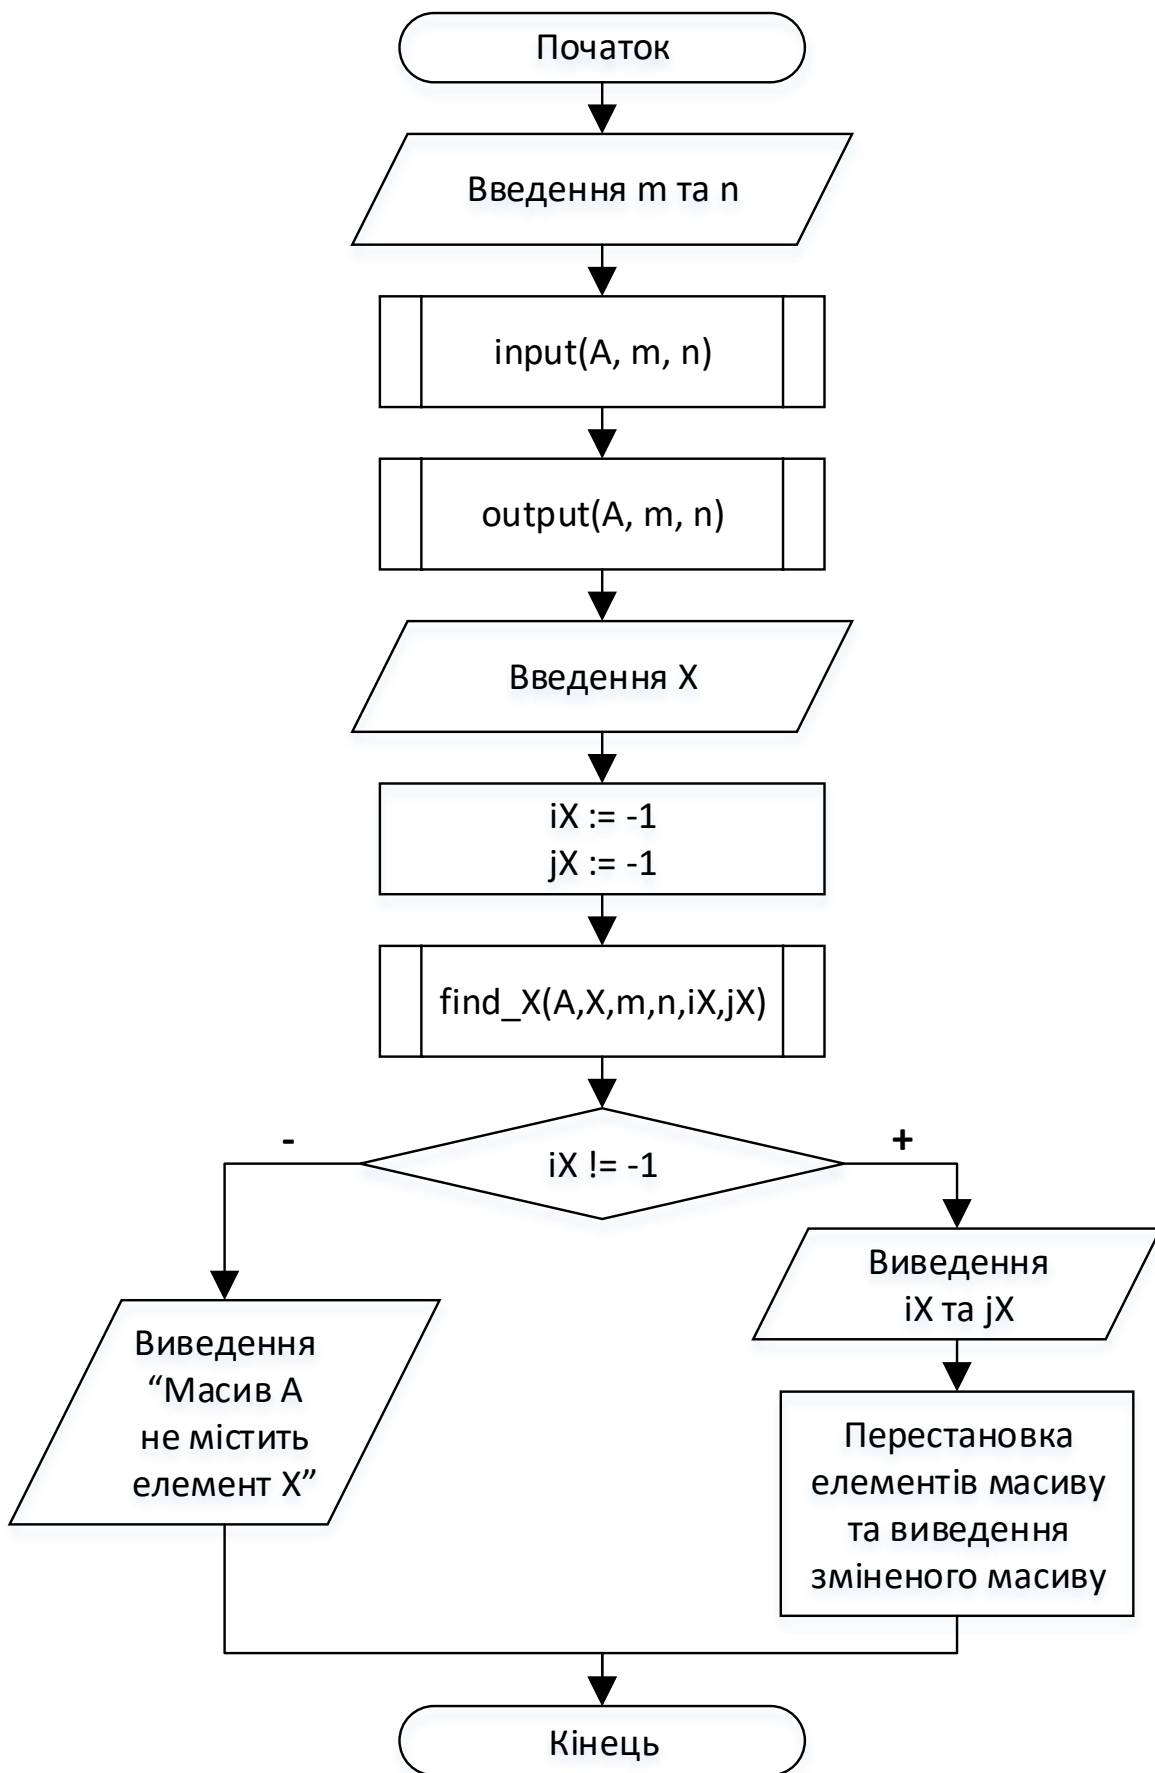 Початок
Введення m та n
input(A, m, n)
output(A, m, n)
Введення X
iX := -1
jX := -1
find_X(A,X,m,n,iX,jX)
-
+
iX != -1
Виведення
iX та jX
Виведення
“Масив A
не містить
елемент X”
Перестановка
елементів масиву
та виведення
зміненого масиву
Кінець